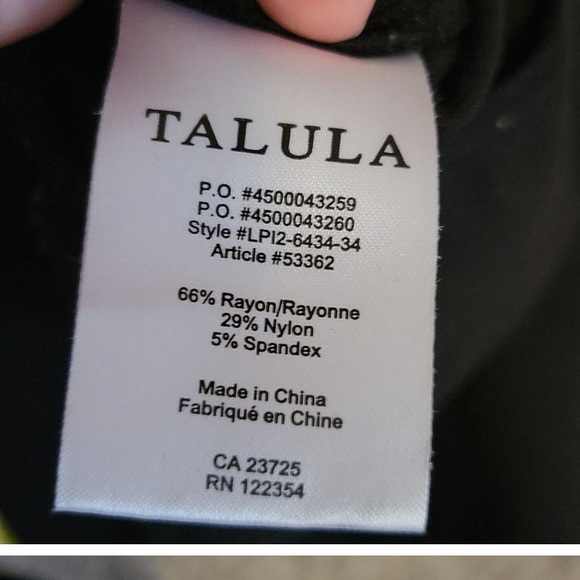 TALULA
P.O. #4500043259
P.O. #4500043260
Style #LPI2-6434-34
Article #53362
66% Rayon/Rayonne
29% Nylon
5% Spandex
Made in China
Fabriqué en Chine
CA 23725
RN 122354